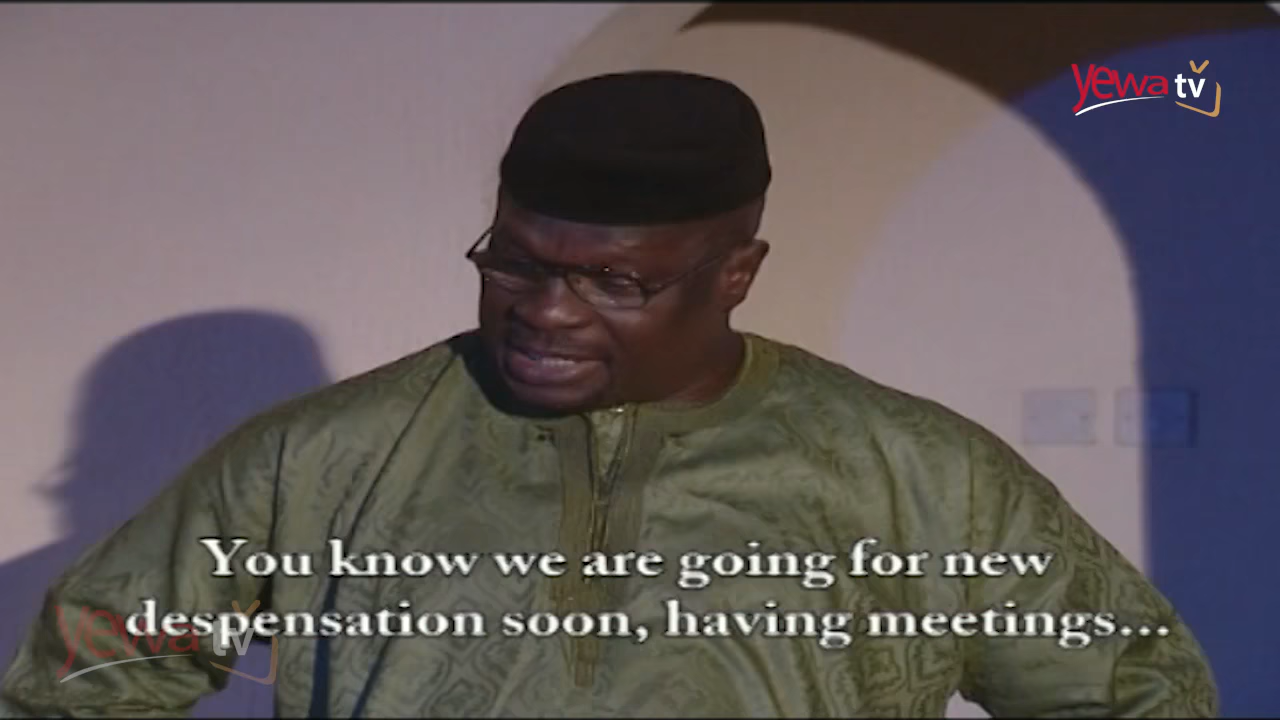 yewa tv
You know we are going for new
despensation soon, having meetings...
yewa tv